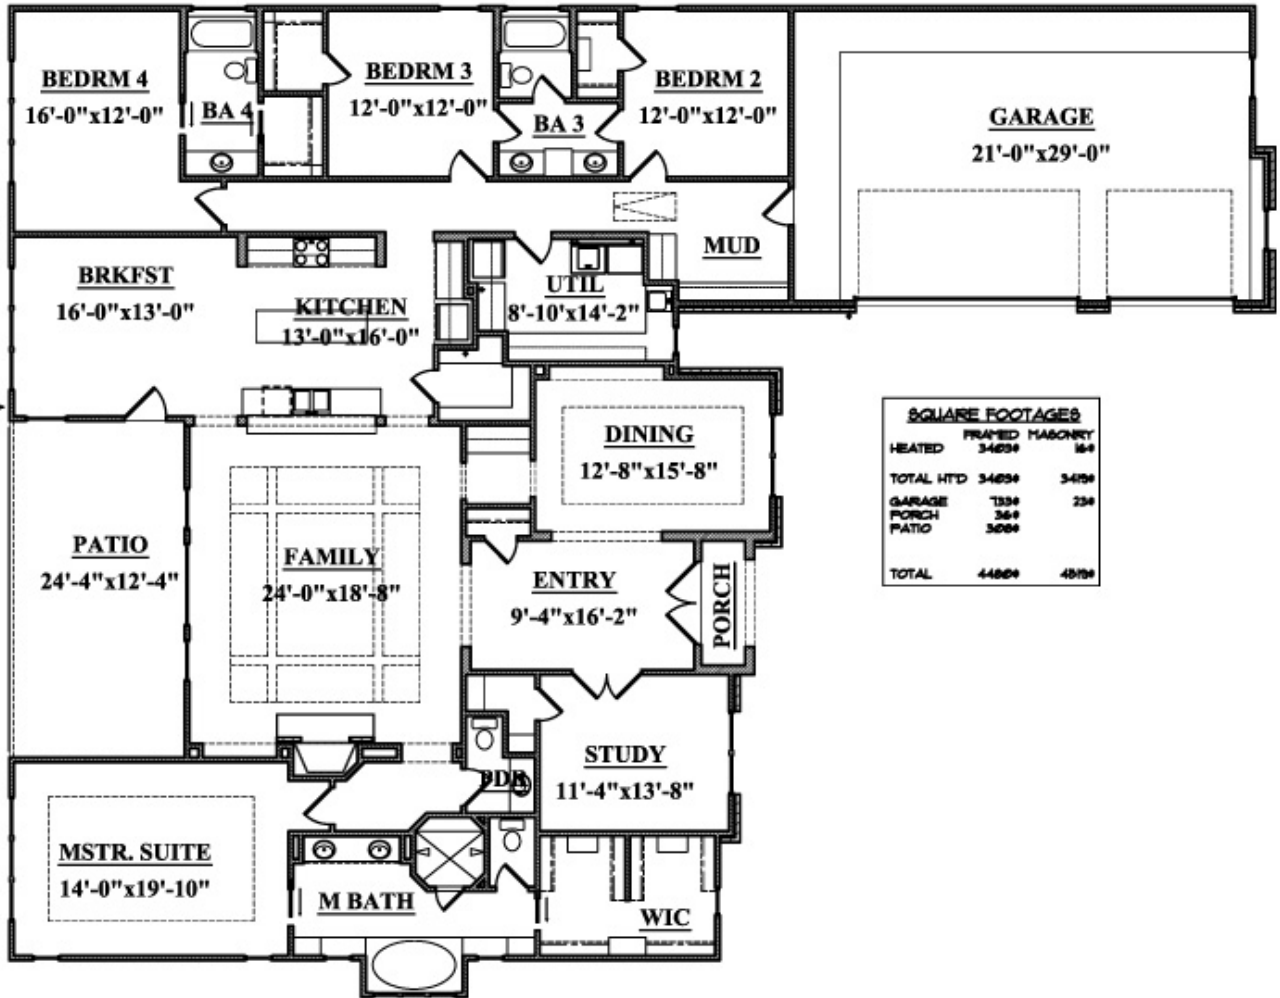 BEDRM 4
16'-0"x12'-0"
BA 4
BEDRM 3
12'-0"x12'-0"
BA 3
BEDRM 2
12'-0"x12'-0"
GARAGE
21'-0"x29'-0"
BRKFST
16'-0"x13'-0"
KITCHEN
13'-0"x16'-0"
UTIL
8'-10'x14'-2"
MUD
DINING
12'-8"x15'-8"
SQUARE FOOTAGES
FRAMED MASONRY
HEATED
TOTAL HT'D
GARAGE
PORCH
PATIO
TOTAL
PATIO
24'-4"x12'-4"
FAMILY
24'-0"x18'-8"
ENTRY
9'-4"x16'-2"
PORCH
STUDY
11'-4"x13'-8"
PDR
MSTR. SUITE
14'-0"x19'-10"
M BATH
WIC